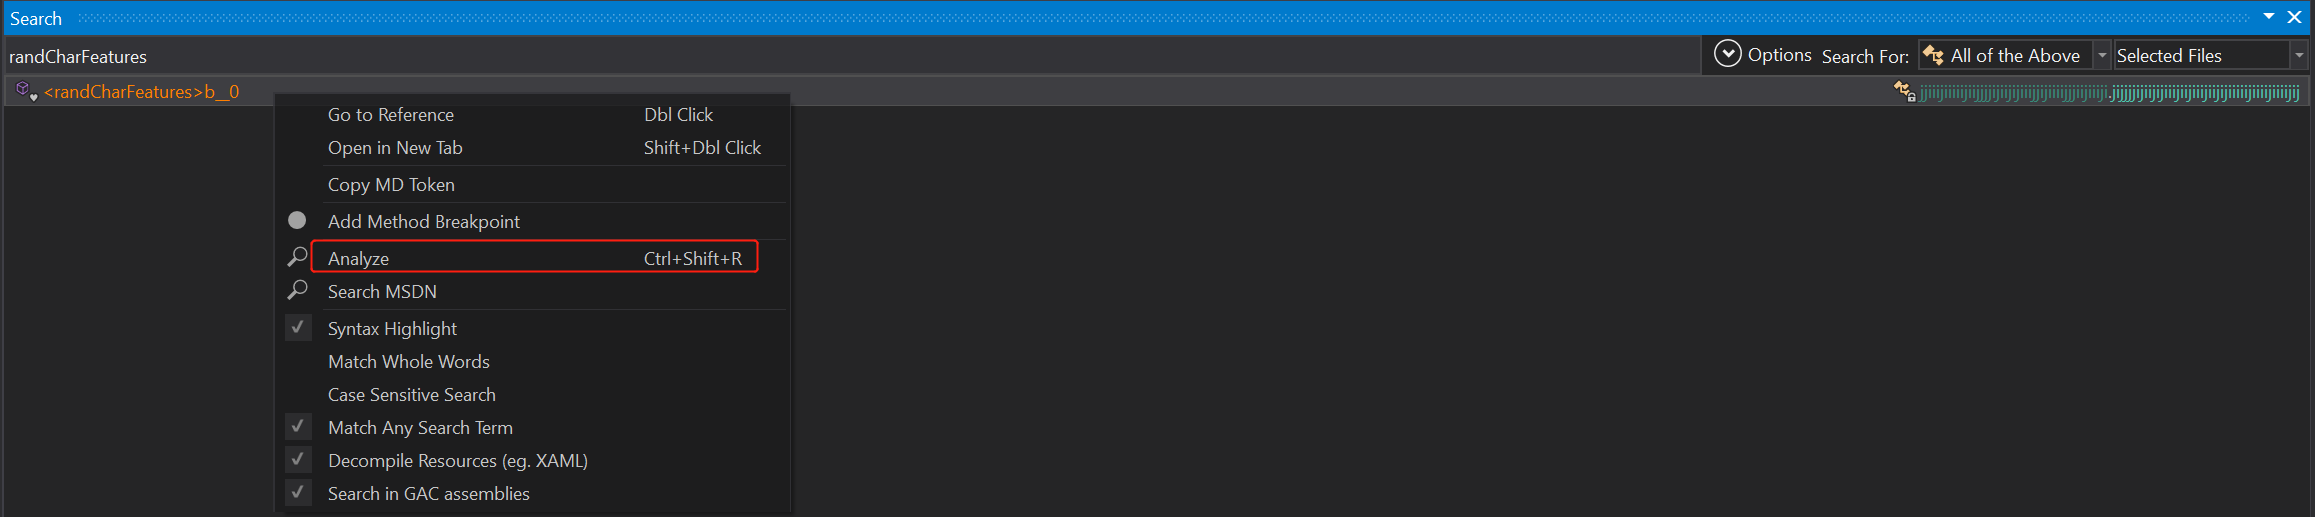 Search
randCharFeatures Options Search For: All of the Above Selected Files
<randCharFeatures>b__0
Go to Reference Dbl Click
Open in New Tab Shift+Dbl Click
Copy MD Token
Add Method Breakpoint
Analyze Ctrl+Shift+R
Search MSDN
Syntax Highlight
Match Whole Words
Case Sensitive Search
Match Any Search Term
Decompile Resources (eg. XAML)
Search in GAC assemblies